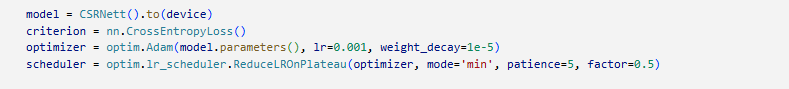 model = CSRNett().to(device)
criterion = nn.CrossEntropyLoss()
optimizer = optim.Adam(model.parameters(), lr=0.001, weight_decay=1e-5)
scheduler = optim.lr_scheduler.ReduceLROnPlateau(optimizer, mode='min', patience=5, factor=0.5)